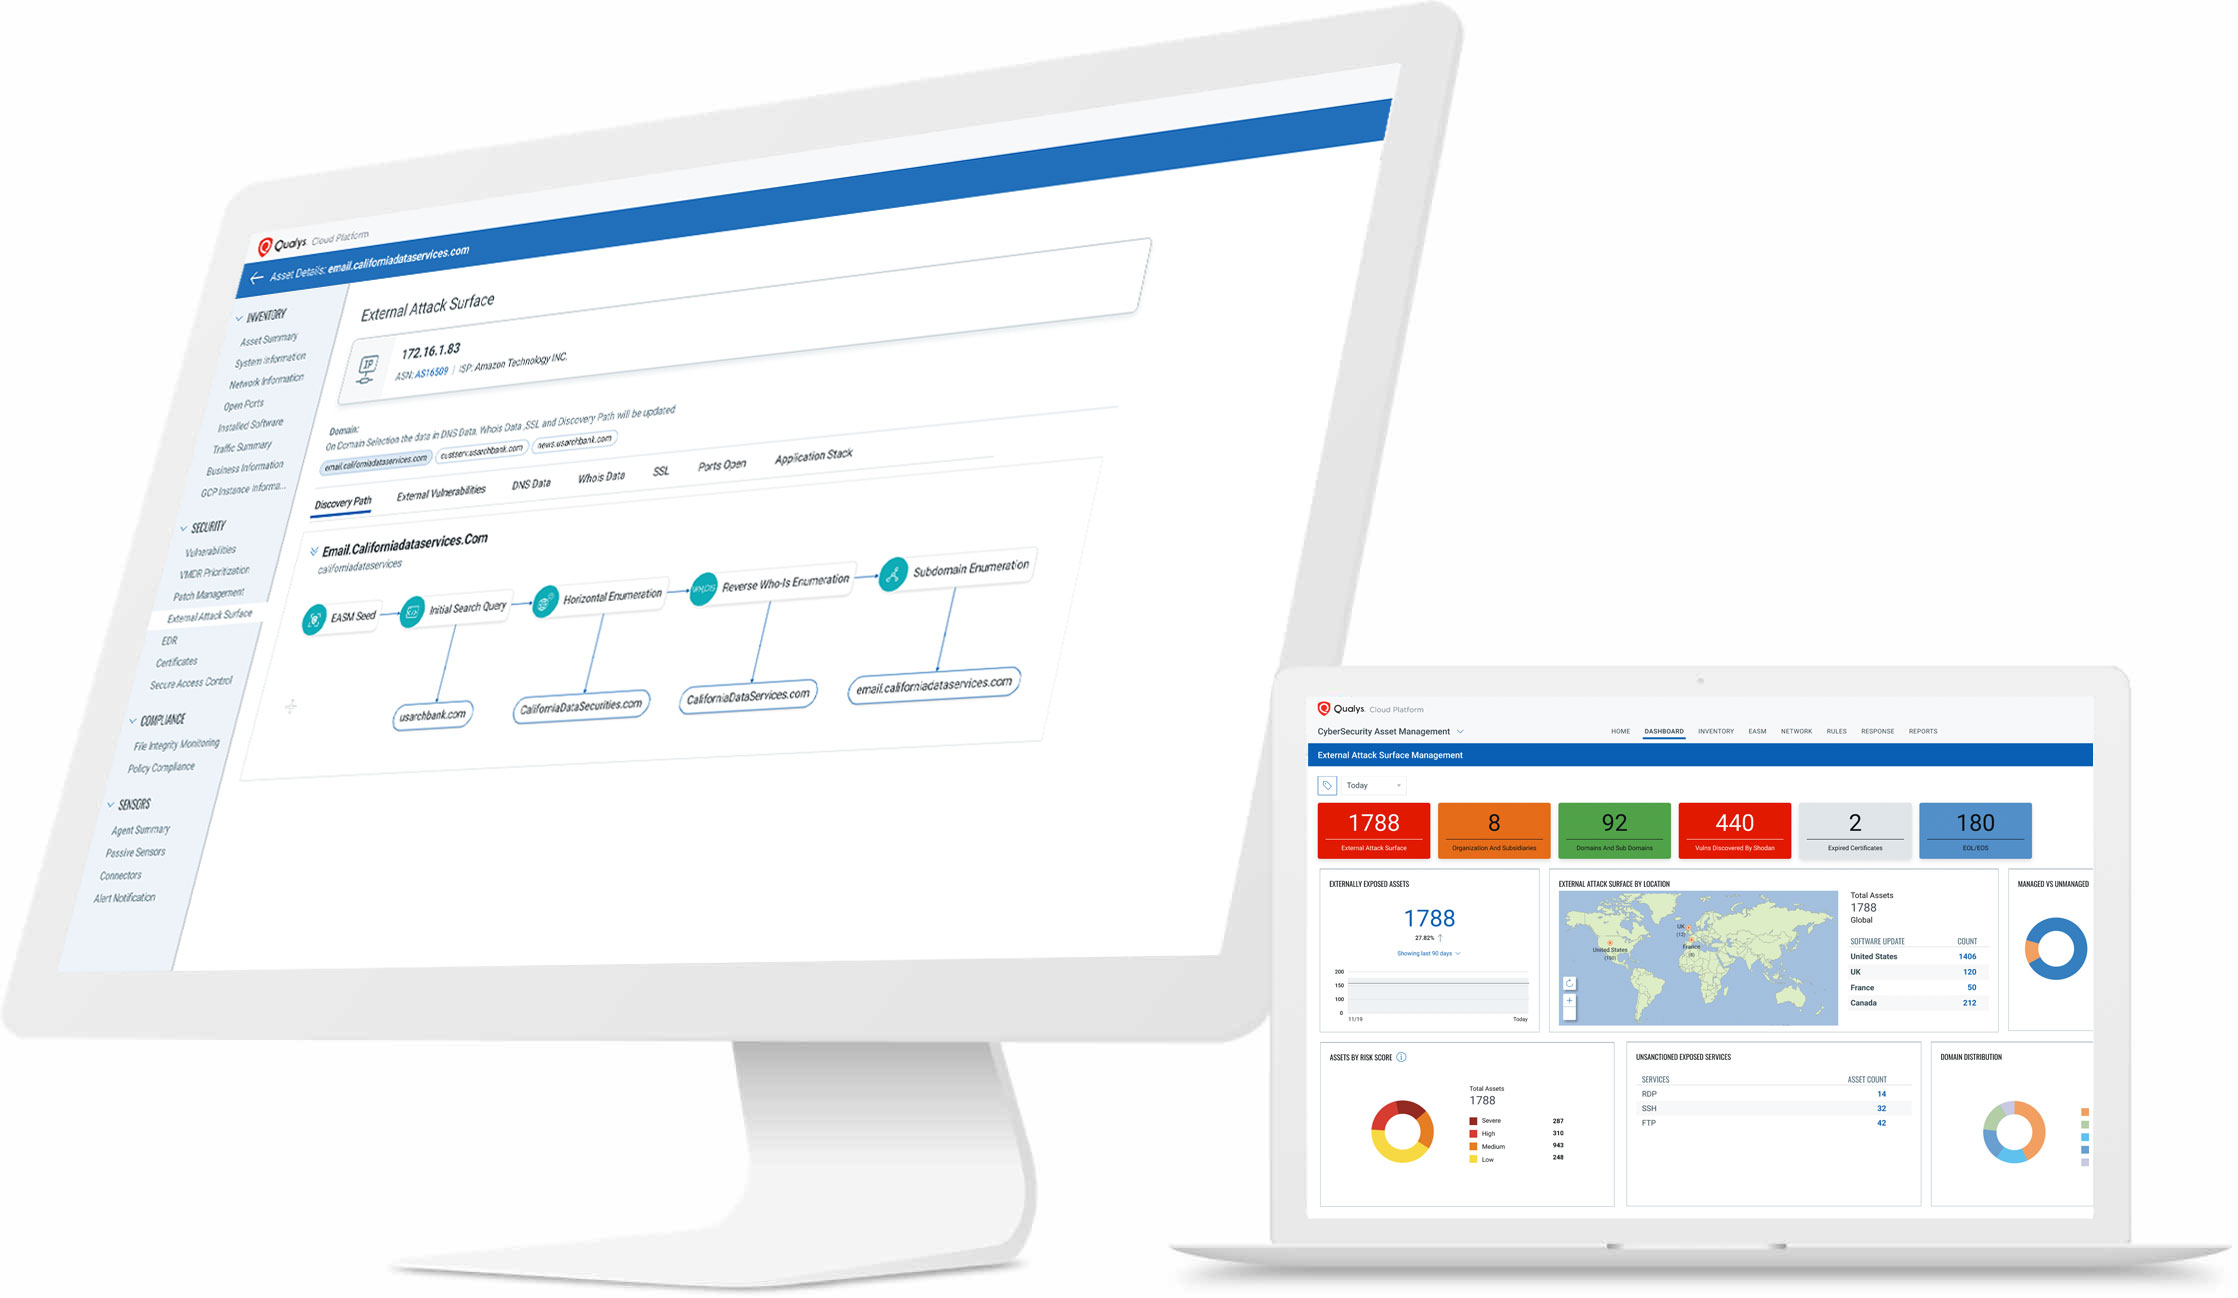 Qualys. Cloud Platform
Asset Details: email.californiadataservices.com
INVENTORY
Asset Summary
System Information
Network Information
Open Ports
Installed Software
Traffic Summary
Business Information
GCP Instance Informa...
SECURITY
Vulnerabilities
VMDR Prioritization
Patch Management
External Attack Surface
EDR
Certificates
Secure Access Control
COMPLIANCE
File Integrity Monitoring
Policy Compliance
SENSORS
Agent Summary
Passive Sensors
Connectors
Alert Notification
External Attack Surface
IP
172.16.1.83
ASN: AS16509 | ISP: Amazon Technology INC.
Domain:
On Domain Selection the data in DNS Data, Whois Data ,SSL and Discovery Path will be updated
email.californiadataservices.com custserv.usarchbank.com news.usarchbank.com
Discovery Path External Vulnerabilities DNS Data Whois Data SSL Ports Open Application Stack
Email.Californiadataservices.Com
californiadataservices
EASM Seed Initial Search Query Horizontal Enumeration Reverse Who-Is Enumeration Subdomain Enumeration
usarchbank.com CaliforniaDataSecurities.com CaliforniaDataServices.com email.californiadataservices.com
Qualys. Cloud Platform
CyberSecurity Asset Management HOME DASHBOARD INVENTORY EASM NETWORK RULES RESPONSE REPORTS
External Attack Surface Management
Today
1788 8 92 440 2 180
External Attack Surface Organization And Subsidiaries Domains And Sub Domains Vulns Discovered By Shodan Expired Certificates EOL/EOS
EXTERNALLY EXPOSED ASSETS
1788
27.82%
Showing last 90 days
200
150
100
0
11/19 Today
EXTERNAL ATTACK SURFACE BY LOCATION
UK
(12)
France
(8)
United States
(150)
+
Total Assets
1788
Global
SOFTWARE UPDATE COUNT
United States 1406
UK 120
France 50
Canada 212
MANAGED VS UNMANAGED
ASSETS BY RISK SCORE
Total Assets
1788
Severe 287
High 310
Medium 943
Low 248
UNSANCTIONED EXPOSED SERVICES
SERVICES ASSET COUNT
RDP 14
SSH 32
FTP 42
DOMAIN DISTRIBUTION